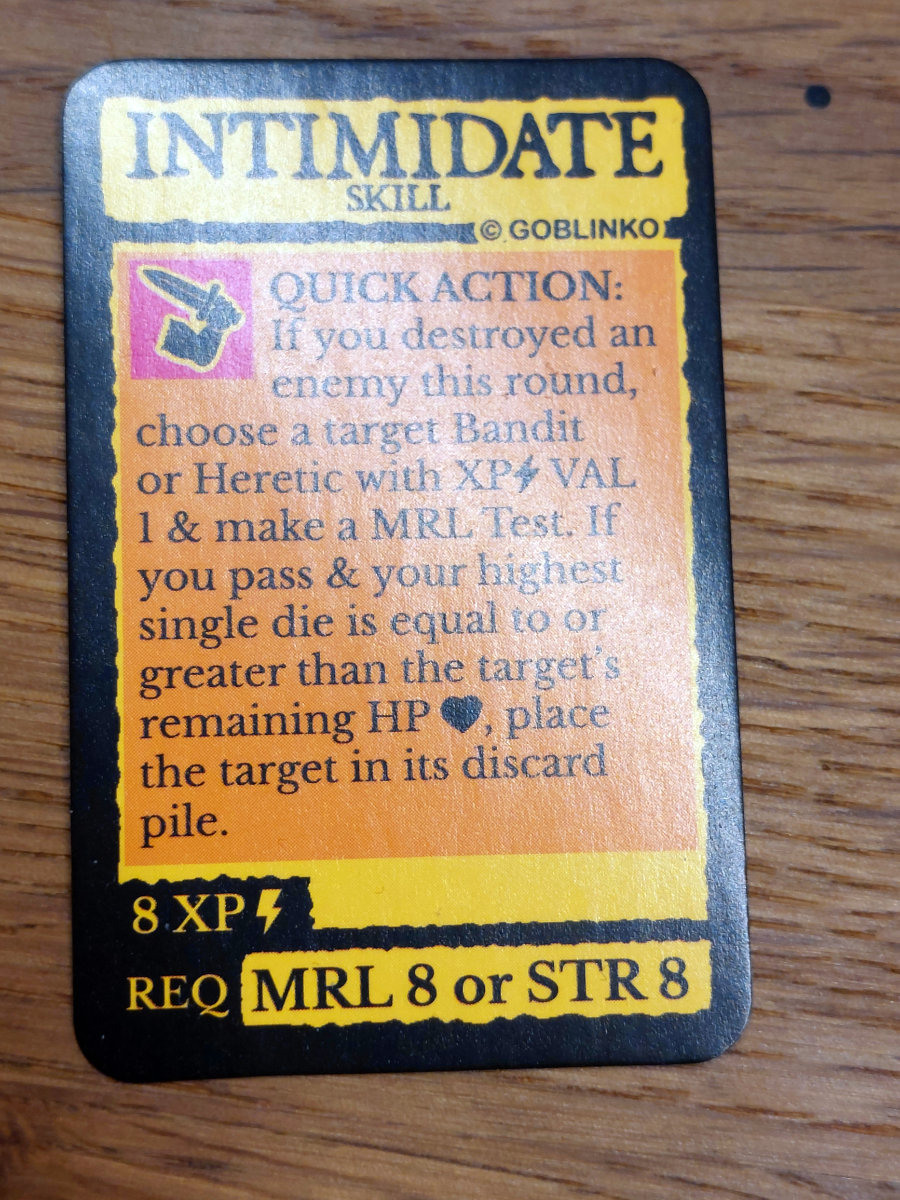 INTIMIDATE
SKILL
© GOBLINKO
QUICK ACTION:
If you destroyed an
enemy this round,
choose a target Bandit
or Heretic with XP⚡ VAL
1 & make a MRL Test. If
you pass & your highest
single die is equal to or
greater than the target's
remaining HP ♥, place
the target in its discard
pile.
8 XP⚡
REQ MRL 8 or STR 8